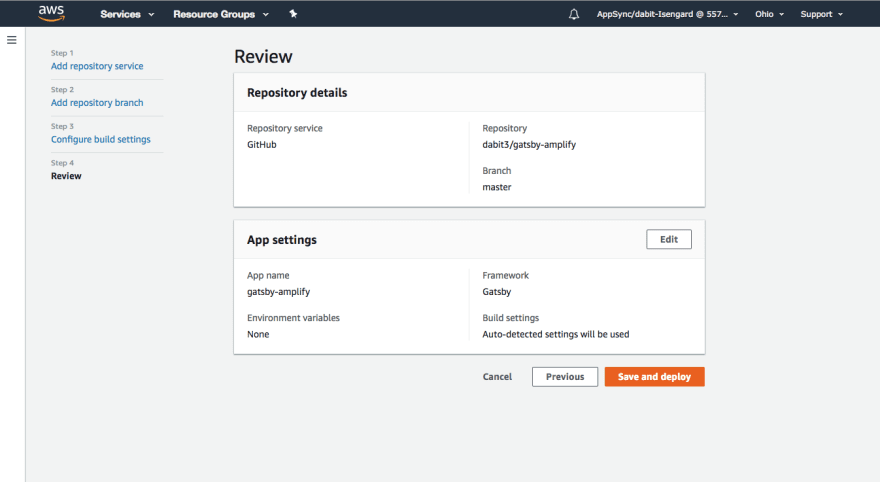 aws Services Resource Groups AppSync/dabit-Isengard @ 557... Ohio Support
Step 1
Add repository service
Step 2
Add repository branch
Step 3
Configure build settings
Step 4
Review
Review
Repository details
Repository service
GitHub
Repository
dabit3/gatsby-amplify
Branch
master
App settings
Edit
App name
gatsby-amplify
Environment variables
None
Framework
Gatsby
Build settings
Auto-detected settings will be used
Cancel Previous Save and deploy